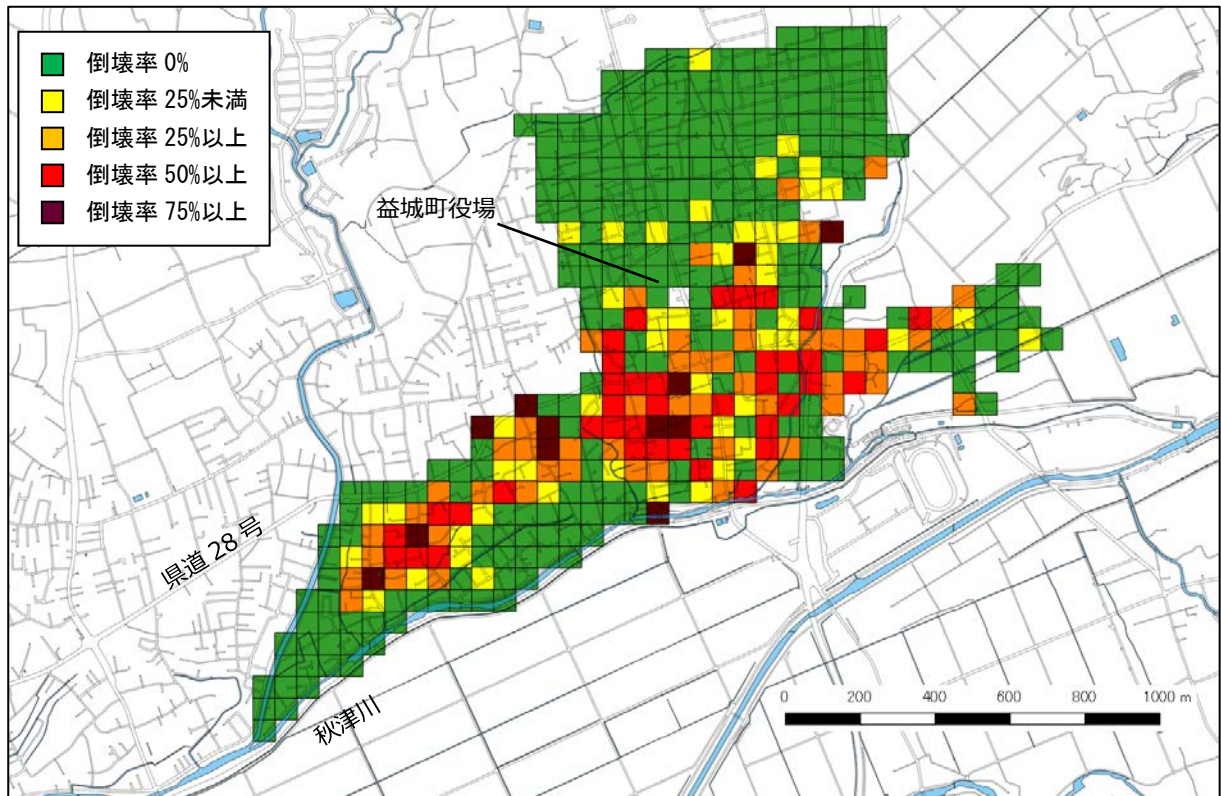 倒壊率 0%
倒壊率 25%未満
倒壊率 25%以上
倒壊率 50%以上
倒壊率 75%以上
益城町役場
県道 28 号
秋津川
0 200 400 600 800 1000 m